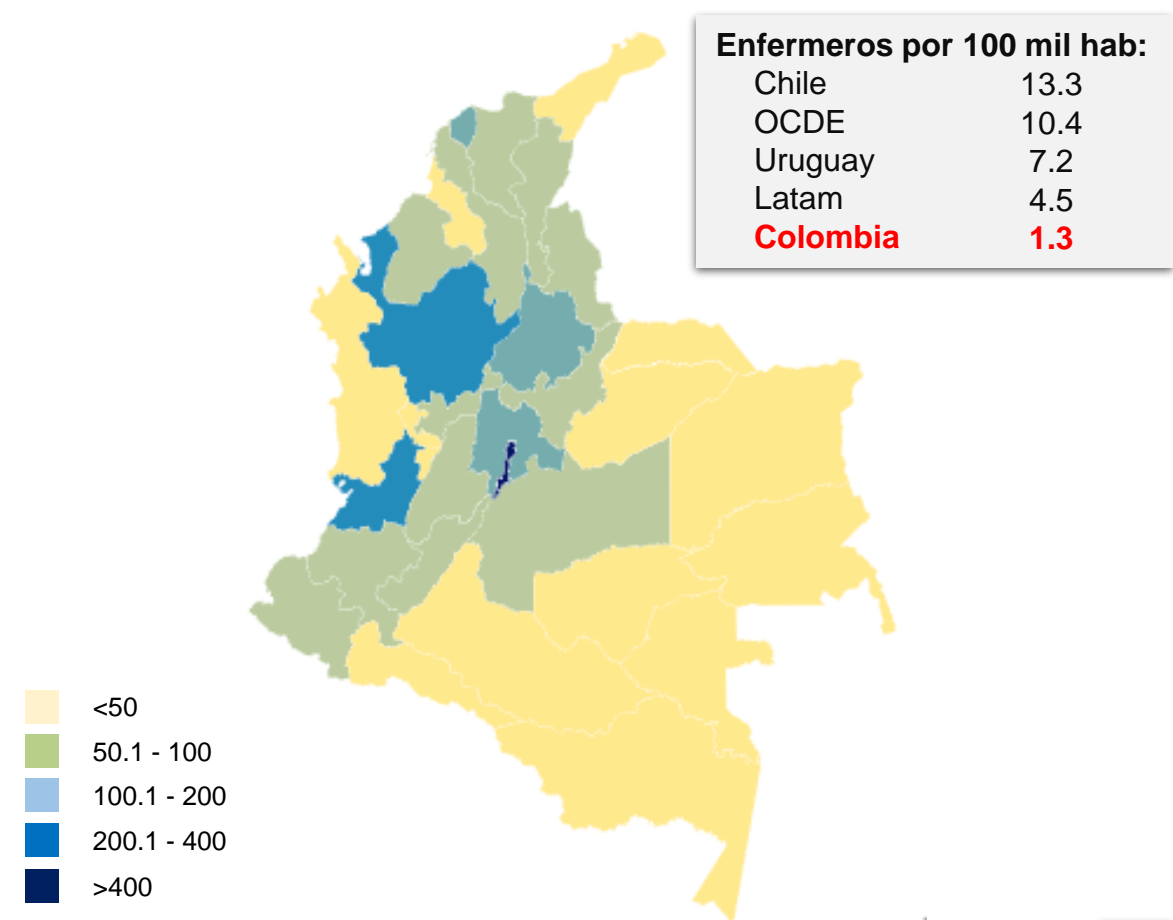 Enfermeros por 100 mil hab:
Chile 13.3
OCDE 10.4
Uruguay 7.2
Latam 4.5
Colombia 1.3
<50
50.1 - 100
100.1 - 200
200.1 - 400
>400